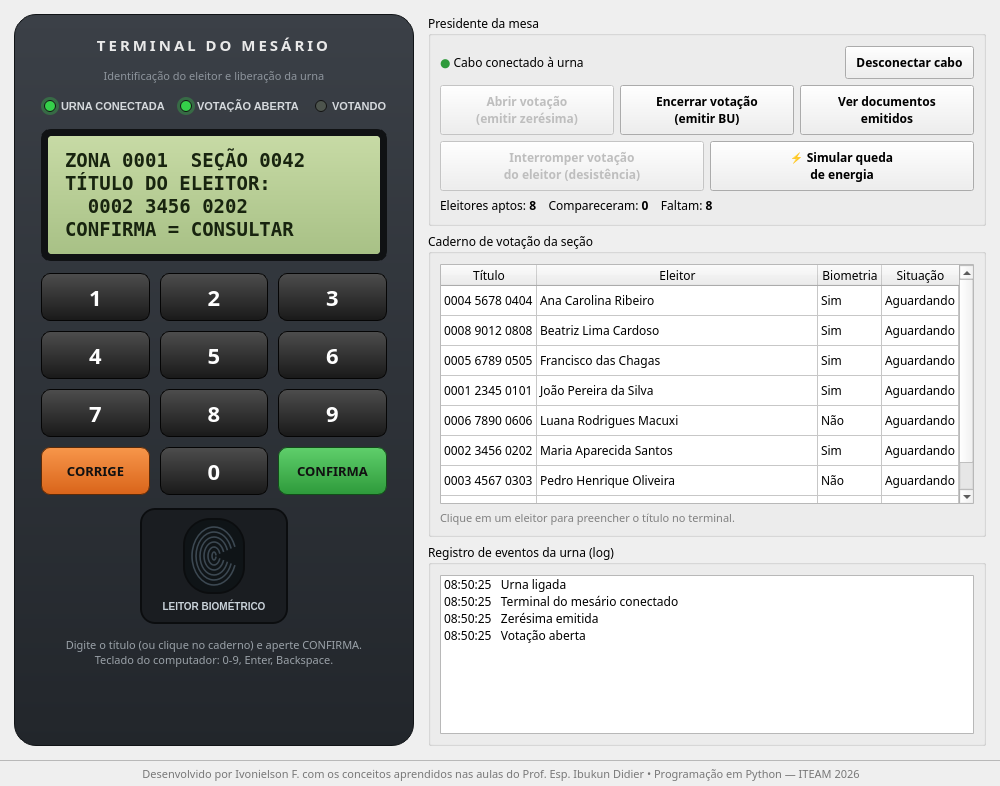 TERMINAL DO MESÁRIO
Identificação do eleitor e liberação da urna
URNA CONECTADA VOTAÇÃO ABERTA VOTANDO
ZONA 0001 SEÇÃO 0042
TÍTULO DO ELEITOR:
0002 3456 0202
CONFIRMA = CONSULTAR
1 2 3
4 5 6
7 8 9
CORRIGE 0 CONFIRMA
LEITOR BIOMÉTRICO
Digite o título (ou clique no caderno) e aperte CONFIRMA.
Teclado do computador: 0-9, Enter, Backspace.
Presidente da mesa
● Cabo conectado à urna
Desconectar cabo
Abrir votação
(emitir zerésima)
Encerrar votação
(emitir BU)
Ver documentos
emitidos
Interromper votação
do eleitor (desistência)
⚡ Simular queda
de energia
Eleitores aptos: 8 Compareceram: 0 Faltam: 8
Caderno de votação da seção
Título Eleitor Biometria Situação
0004 5678 0404 Ana Carolina Ribeiro Sim Aguardando
0008 9012 0808 Beatriz Lima Cardoso Sim Aguardando
0005 6789 0505 Francisco das Chagas Sim Aguardando
0001 2345 0101 João Pereira da Silva Sim Aguardando
0006 7890 0606 Luana Rodrigues Macuxi Não Aguardando
0002 3456 0202 Maria Aparecida Santos Sim Aguardando
0003 4567 0303 Pedro Henrique Oliveira Não Aguardando
Clique em um eleitor para preencher o título no terminal.
Registro de eventos da urna (log)
08:50:25 Urna ligada
08:50:25 Terminal do mesário conectado
08:50:25 Zerésima emitida
08:50:25 Votação aberta
Desenvolvido por Ivonielson F. com os conceitos aprendidos nas aulas do Prof. Esp. Ibukun Didier • Programação em Python — ITEAM 2026